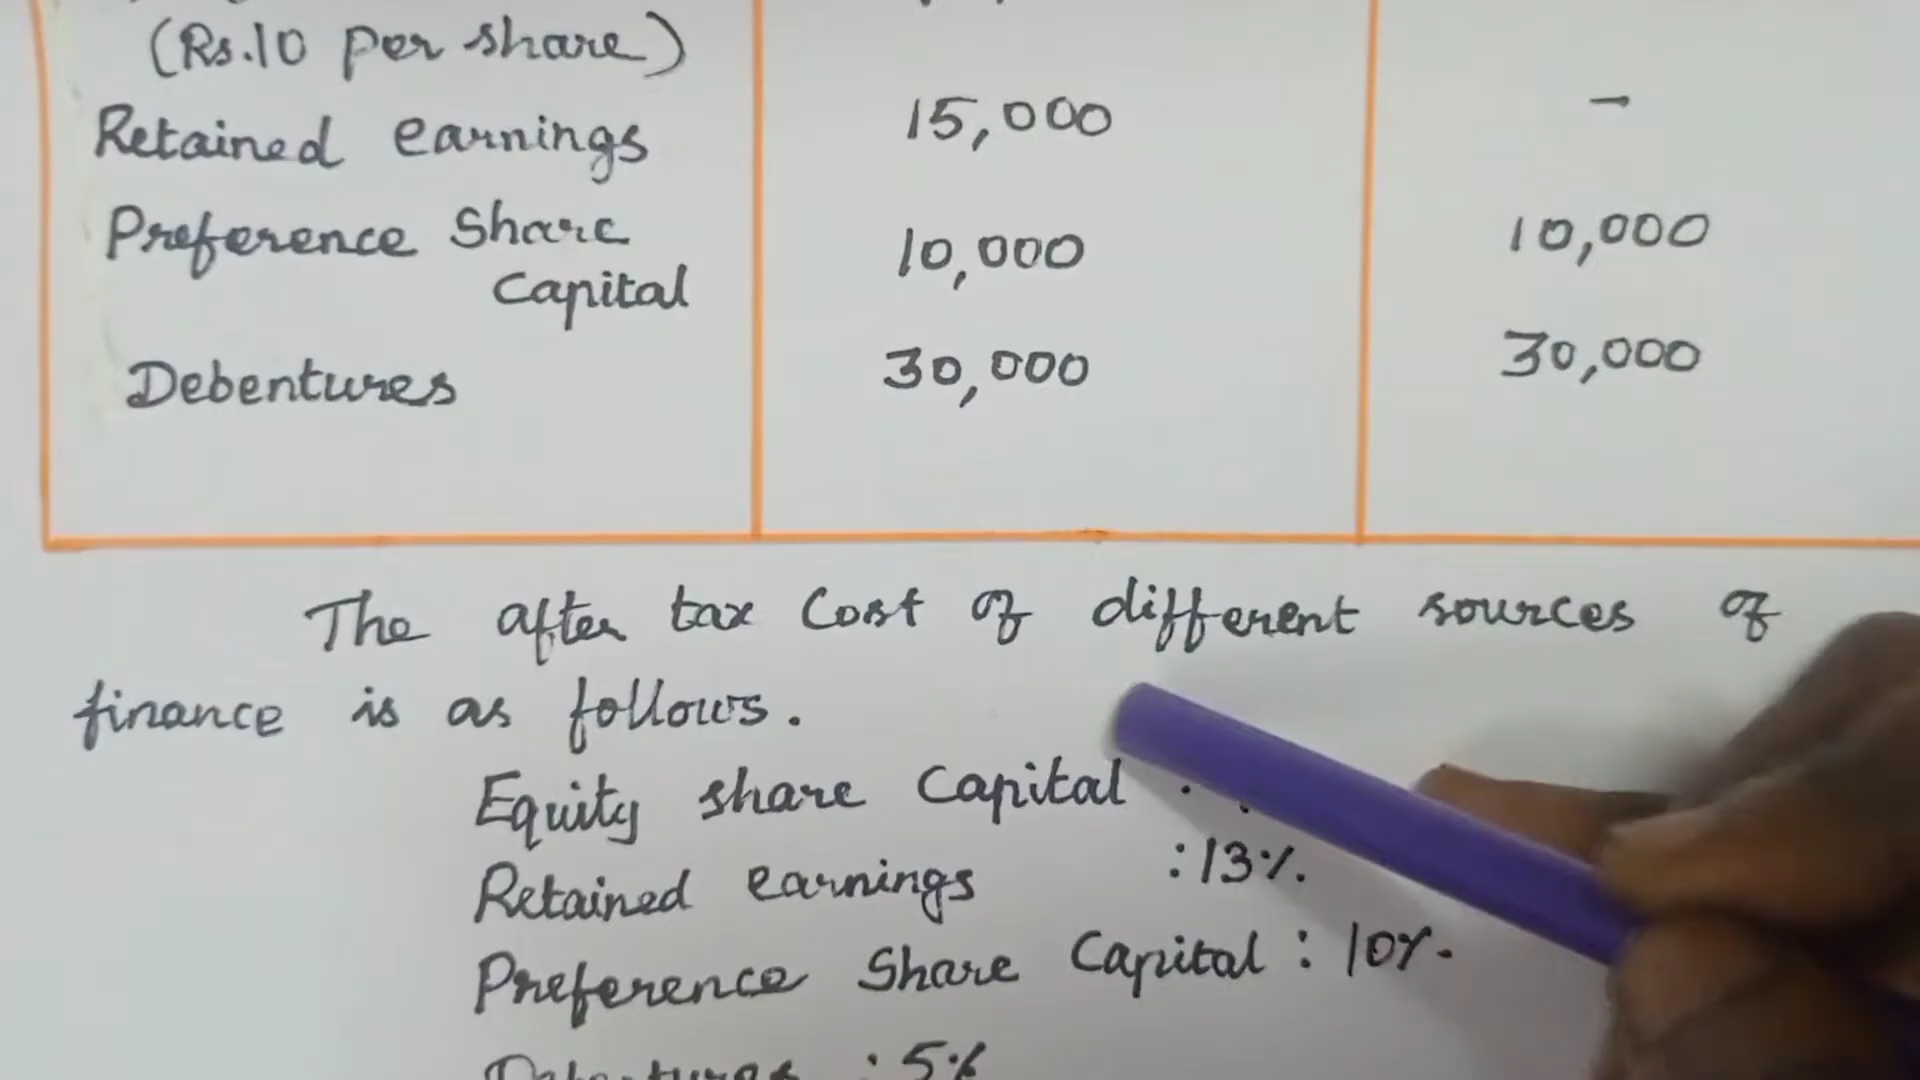 (Rs.10 per share)
Retained earnings 15,000 -
Preference Share 10,000 10,000
Capital
Debentures 30,000 30,000
The after tax cost of different sources of
finance is as follows.
Equity share capital :
Retained earnings :13%.
Preference Share Capital : 10%.
Debentures : 5%